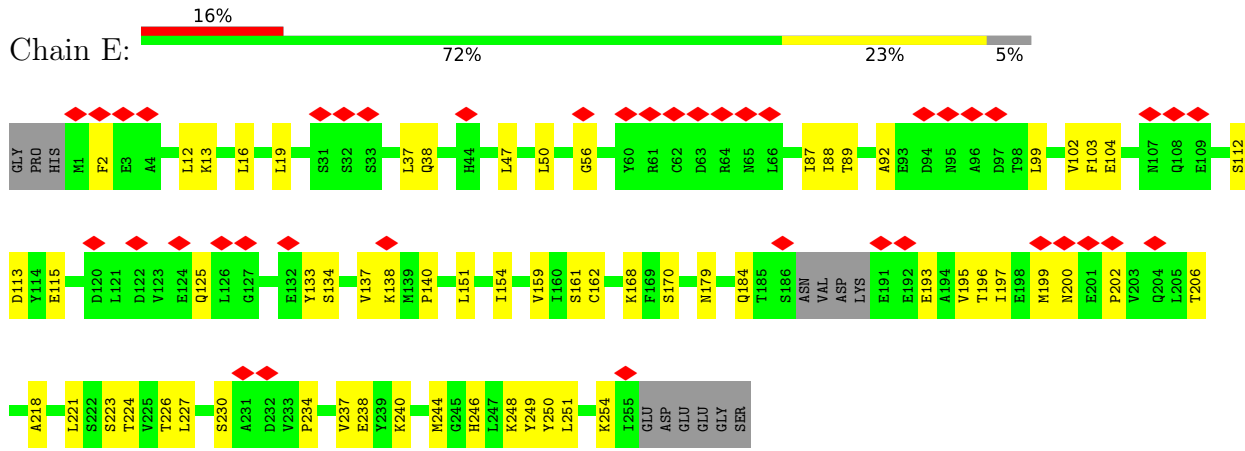 16%
Chain E:
72% 23% 5%
GLY PRO HIS M1 F2 E3 A4 L12 K13 L16 L19 S31 S32 S33 L37 Q38 H44 L47 L50 G56 Y60 R61 C62 D63 R64 N65 L66 I87 I88 T89 A92 E93 D94 N95 A96 D97 T98 L99 V102 F103 E104 N107 Q108 E109 S112
D113 Y114 E115 D120 L121 D122 V123 E124 Q125 L126 G127 E132 Y133 S134 V137 K138 M139 P140 L151 I154 V159 I160 S161 C162 K168 F169 S170 N179 Q184 T185 S186 ASN VAL ASP LYS E191 E192 E193 A194 V195 T196 I197 E198 M199 N200 E201 P202 V203 Q204 L205 T206
A218 L221 S222 S223 T224 V225 T226 L227 S230 A231 D232 V233 P234 V237 E238 Y239 K240 M244 G245 H246 L247 K248 Y249 Y250 L251 K254 I255 GLU ASP GLU GLU GLY SER